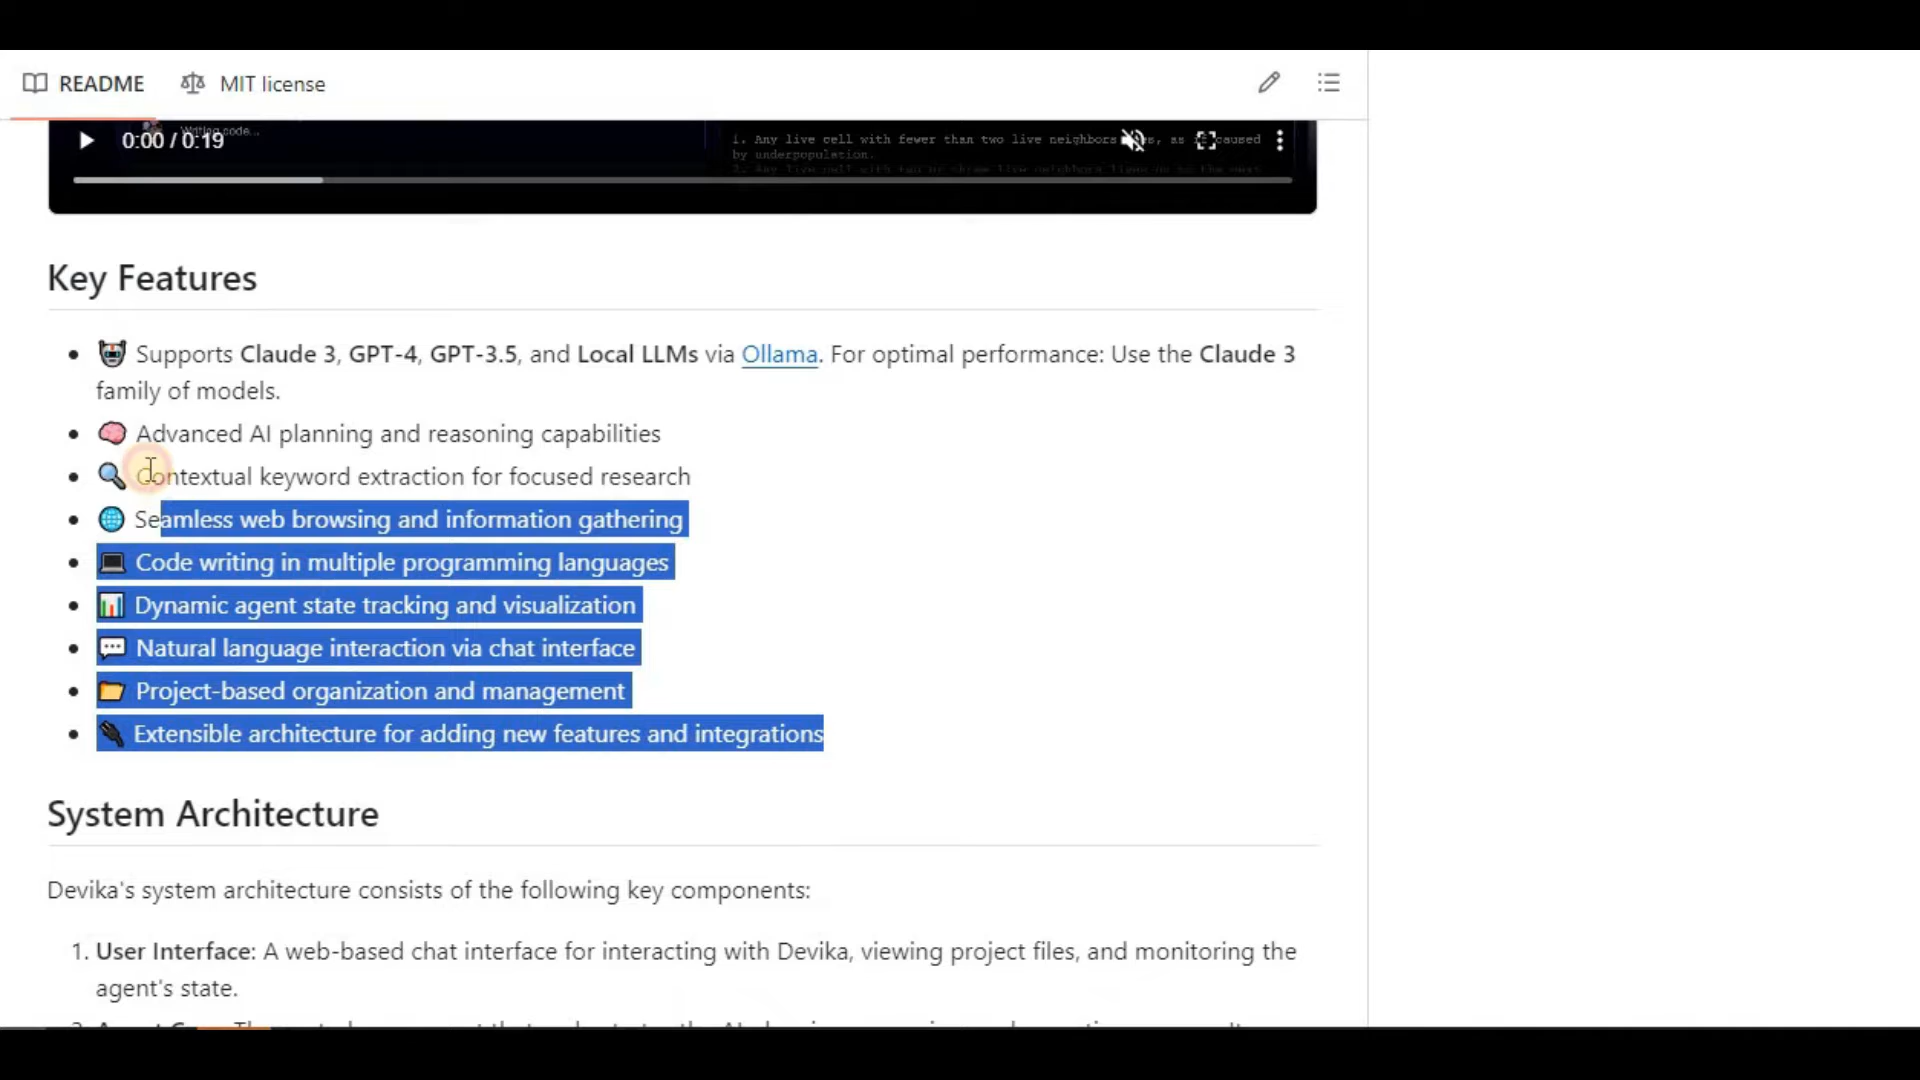 README MIT license
Writing code...
0:00 / 0:19
1. Any live cell with fewer than two live neighbors as caused
by underpopulation.
Key Features
Supports Claude 3, GPT-4, GPT-3.5, and Local LLMs via Ollama. For optimal performance: Use the Claude 3
family of models.
Advanced AI planning and reasoning capabilities
Contextual keyword extraction for focused research
Seamless web browsing and information gathering
Code writing in multiple programming languages
Dynamic agent state tracking and visualization
Natural language interaction via chat interface
Project-based organization and management
Extensible architecture for adding new features and integrations
System Architecture
Devika's system architecture consists of the following key components:
1. User Interface: A web-based chat interface for interacting with Devika, viewing project files, and monitoring the
agent's state.